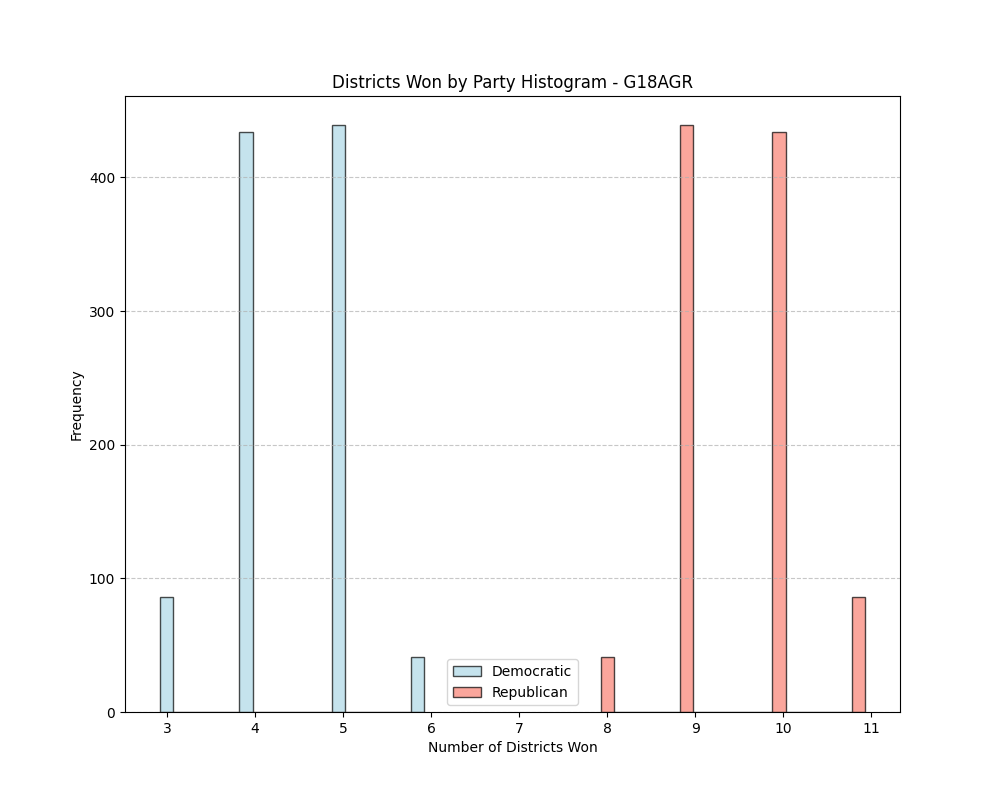 Districts Won by Party Histogram - G18AGR
Frequency
400
300
200
100
0
Democratic
Republican
3 4 5 6 7 8 9 10 11
Number of Districts Won